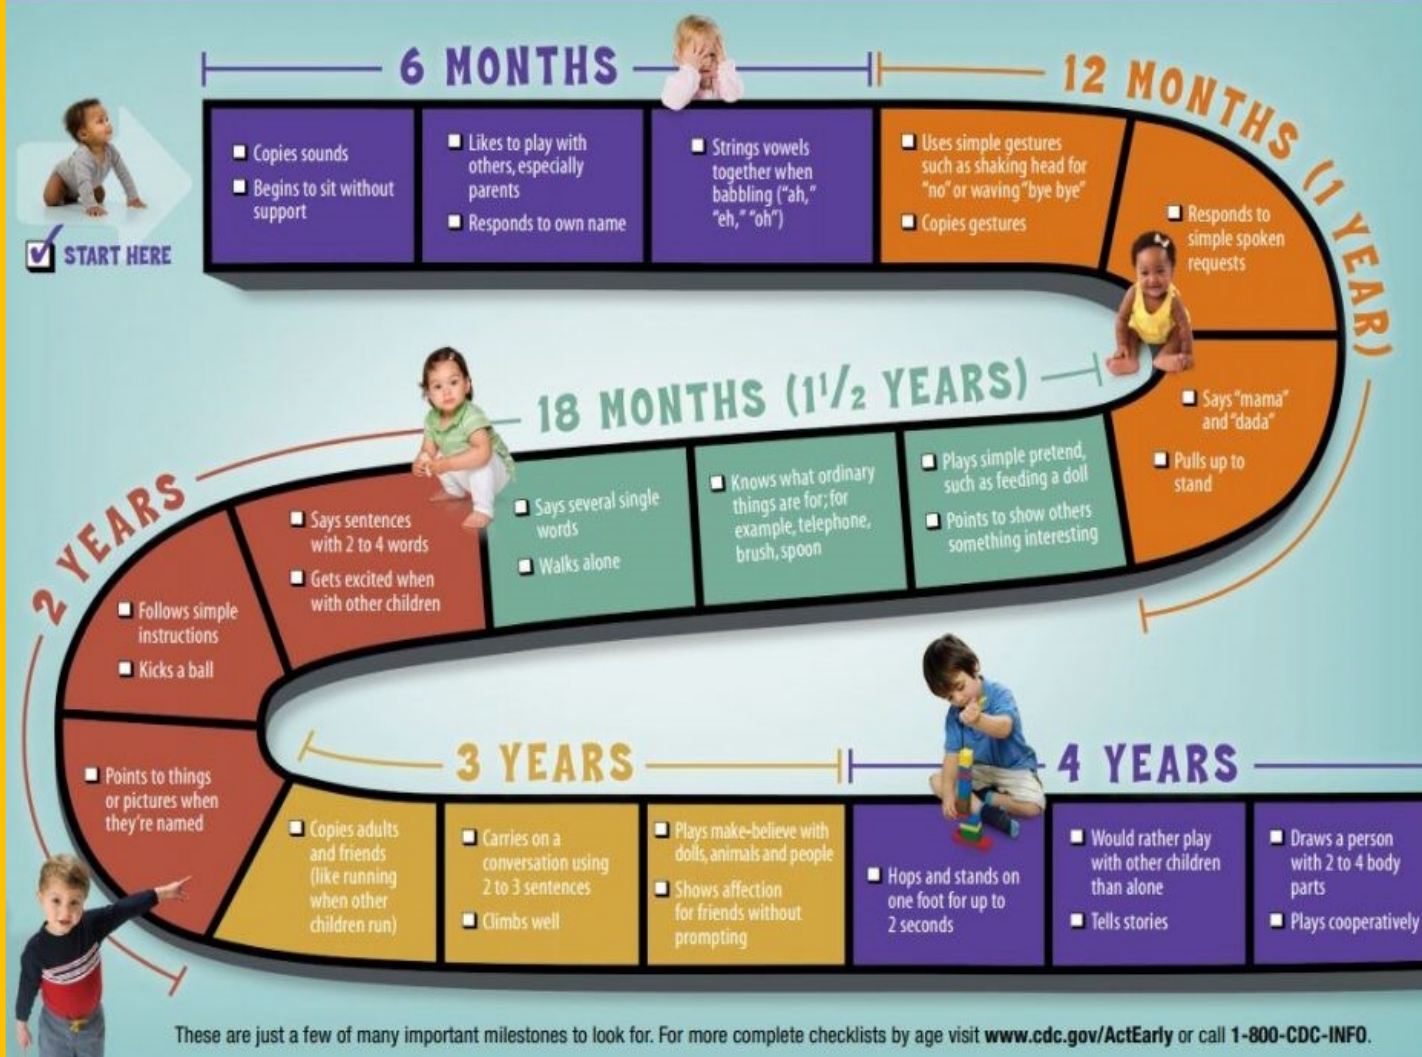 6 MONTHS
12 MONTHS (1 YEAR)
START HERE
Copies sounds
Begins to sit without
support
Likes to play with
others, especially
parents
Responds to own name
Strings vowels
together when
babbling ("ah,"
"eh," "oh")
Uses simple gestures
such as shaking head for
"no" or waving "bye bye"
Copies gestures
Responds to
simple spoken
requests
Says "mama"
and "dada"
Pulls up to
stand
18 MONTHS (1 1/2 YEARS)
Plays simple pretend,
such as feeding a doll
Points to show others
something interesting
Knows what ordinary
things are for; for
example, telephone,
brush, spoon
Says several single
words
Walks alone
2 YEARS
Says sentences
with 2 to 4 words
Gets excited when
with other children
Follows simple
instructions
Kicks a ball
Points to things
or pictures when
they're named
3 YEARS
Copies adults
and friends
(like running
when other
children run)
Carries on a
conversation using
2 to 3 sentences
Climbs well
Plays make-believe with
dolls, animals and people
Shows affection
for friends without
prompting
4 YEARS
Hops and stands on
one foot for up to
2 seconds
Would rather play
with other children
than alone
Tells stories
Draws a person
with 2 to 4 body
parts
Plays cooperatively
These are just a few of many important milestones to look for. For more complete checklists by age visit www.cdc.gov/ActEarly or call 1-800-CDC-INFO.